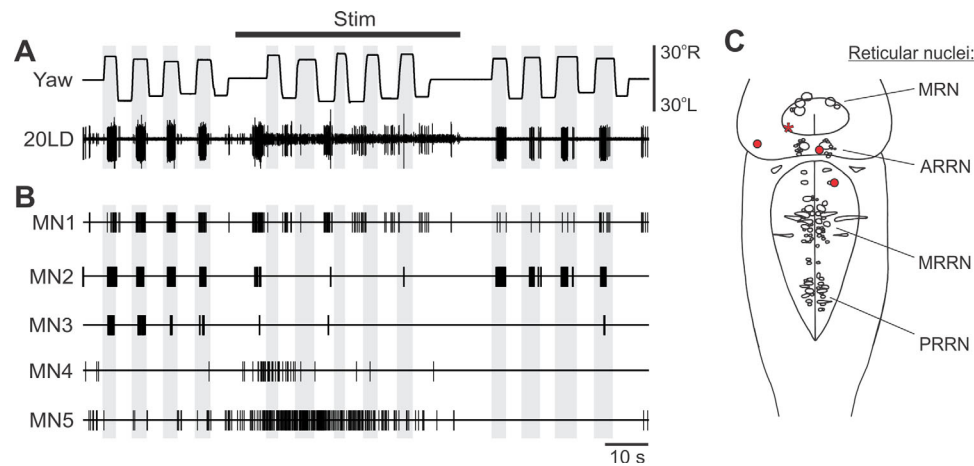 Stim
A
Yaw
30°R
30°L
20LD
B
MN1
MN2
MN3
MN4
MN5
10 s
C
Reticular nuclei:
MRN
ARRN
MRRN
PRRN